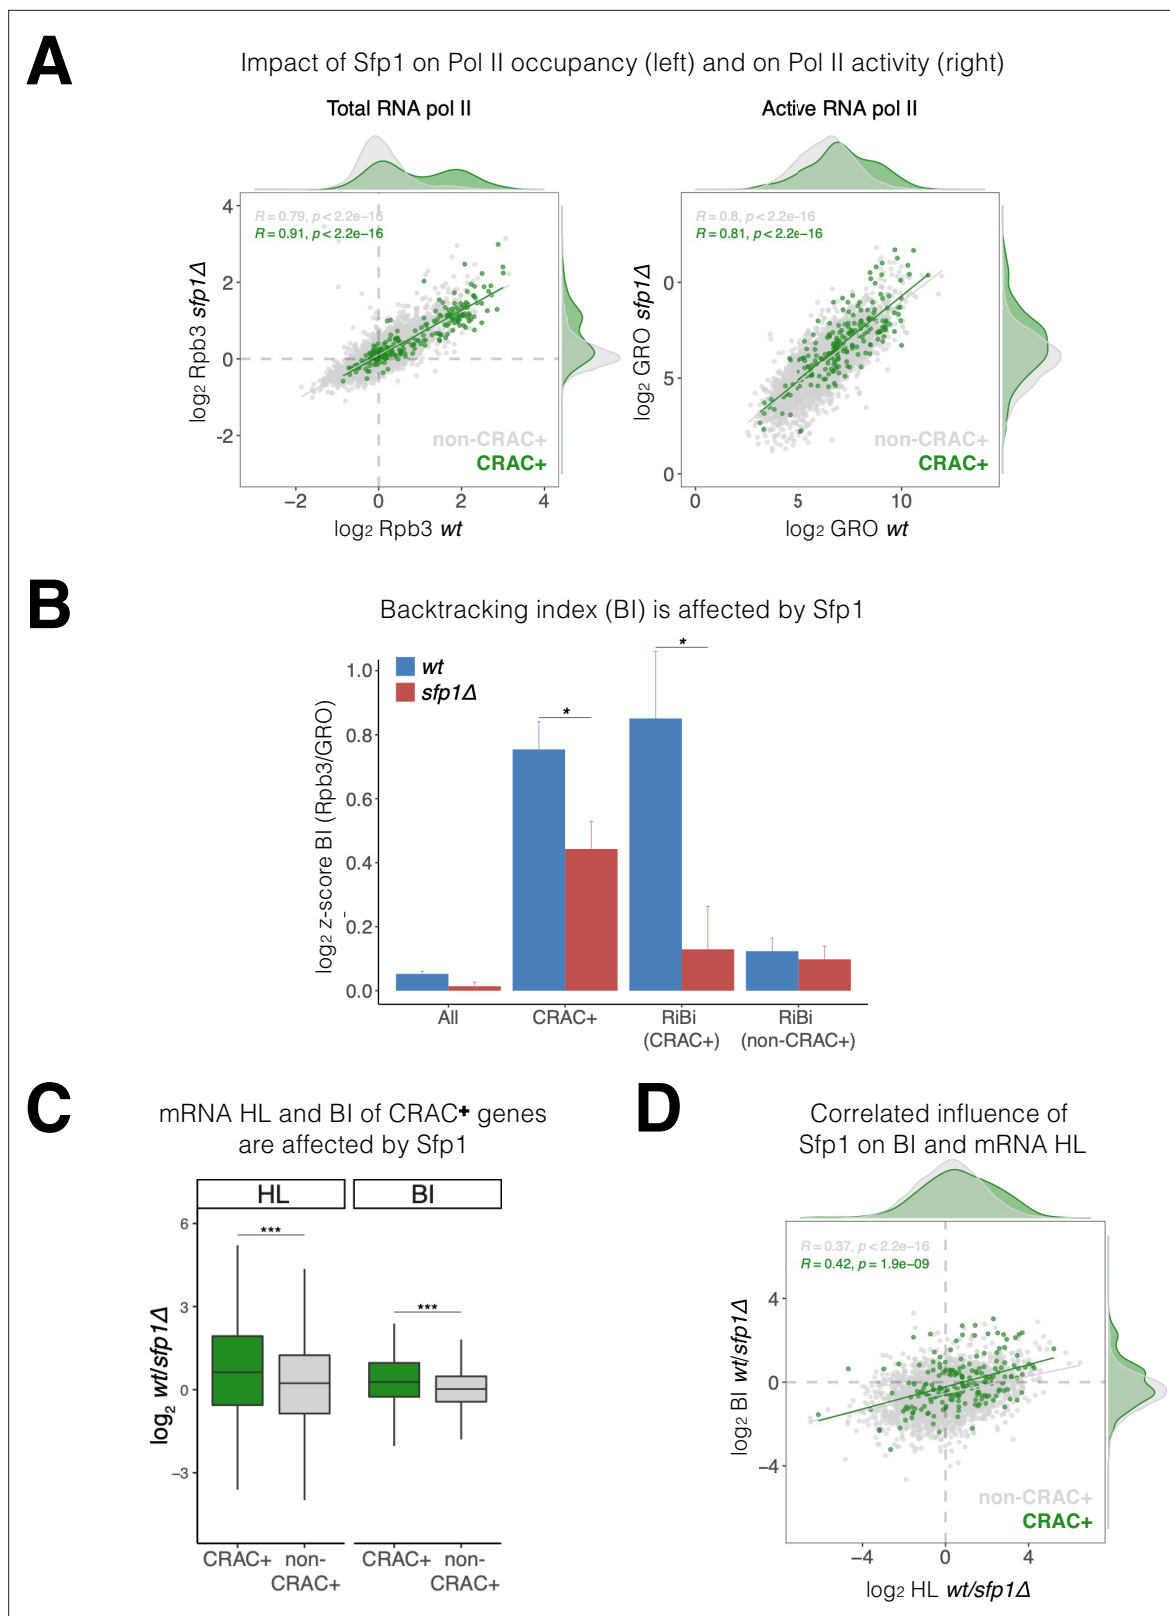 A
Impact of Sfp1 on Pol II occupancy (left) and on Pol II activity (right)
Total RNA pol II
R = 0.79, p < 2.2e−16
R = 0.91, p < 2.2e−16
4
2
0
-2
log2 Rpb3 sfp1Δ
non-CRAC+
CRAC+
−2
0
2
4
log2 Rpb3 wt
Active RNA pol II
R = 0.8, p < 2.2e−16
R = 0.81, p < 2.2e−16
0
5
0
log2 GRO sfp1Δ
non-CRAC+
CRAC+
0
5
10
log2 GRO wt
B
Backtracking index (BI) is affected by Sfp1
wt
sfp1Δ
*
*
1.0
0.8
0.6
0.4
0.2
0.0
log2 z-score BI (Rpb3/GRO)
All
CRAC+
RiBi
(CRAC+)
RiBi
(non-CRAC+)
C
mRNA HL and BI of CRAC+ genes
are affected by Sfp1
HL
BI
***
***
6
3
0
−3
log2 wt/sfp1Δ
CRAC+
non-
CRAC+
CRAC+
non-
CRAC+
D
Correlated influence of
Sfp1 on BI and mRNA HL
R = 0.37, p < 2.2e−16
R = 0.42, p = 1.9e−09
4
0
−4
log2 BI wt/sfp1Δ
non-CRAC+
CRAC+
−4
0
4
log2 HL wt/sfp1Δ